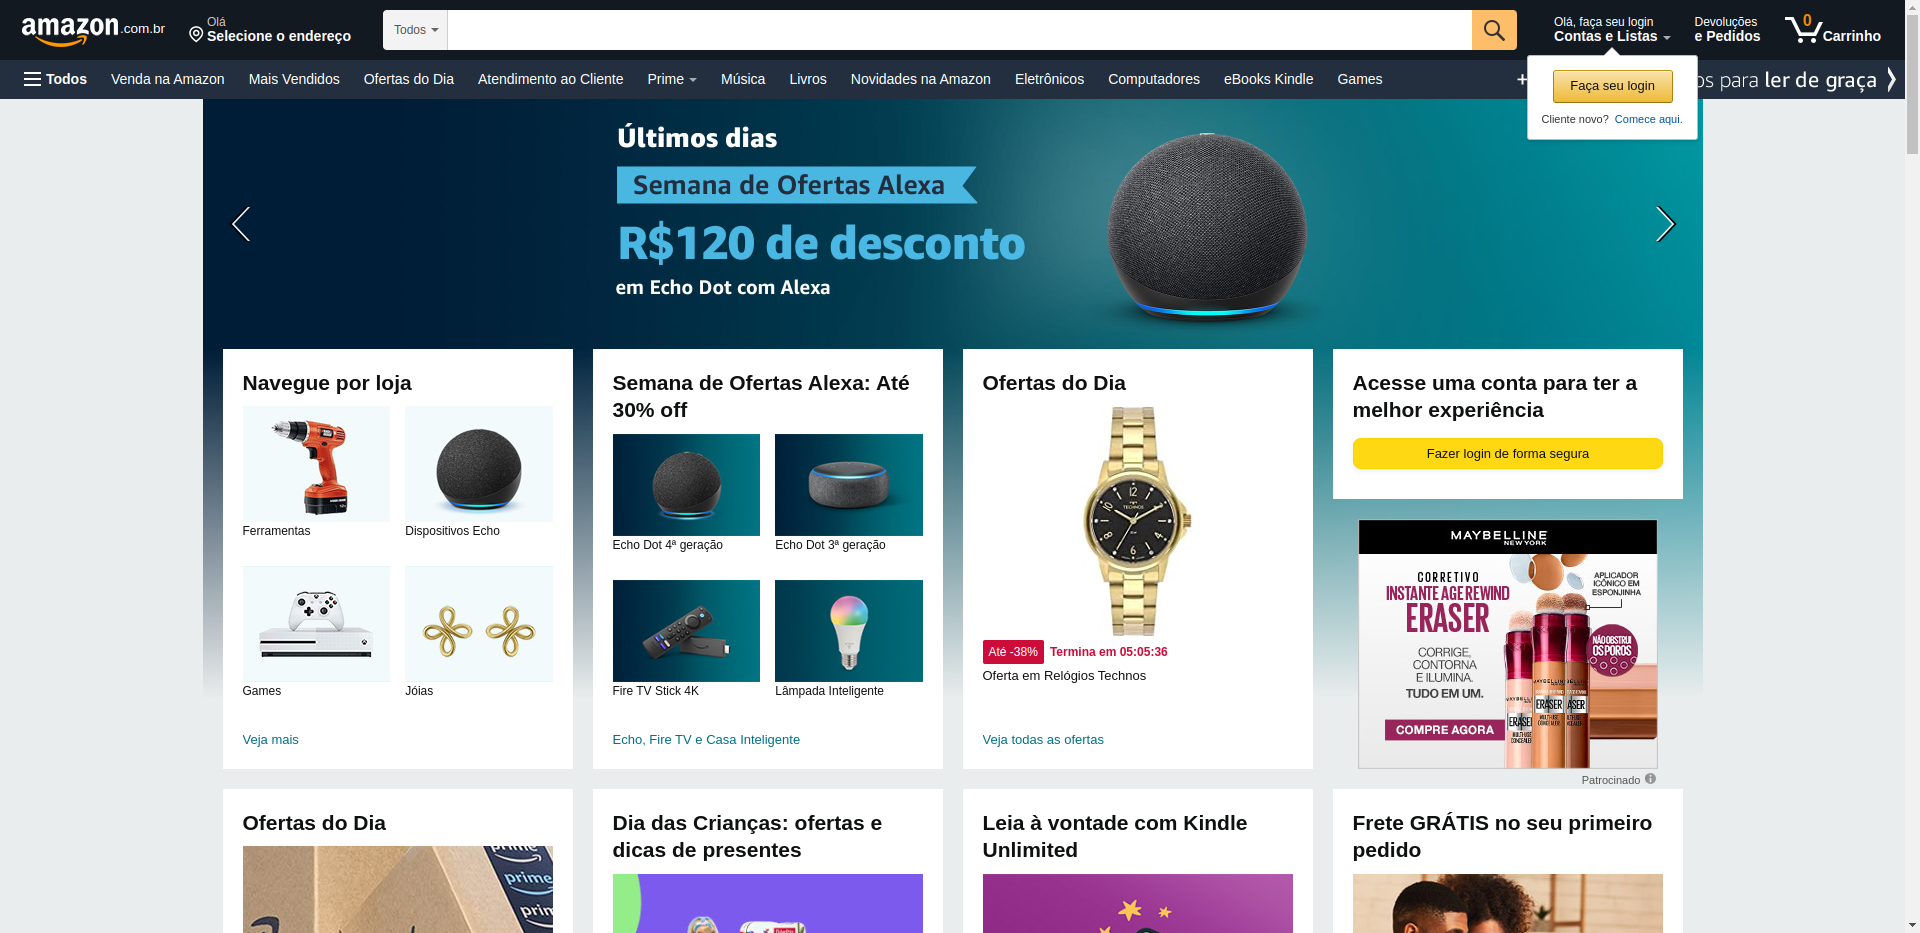 amazon.com.br
Olá
Selecione o endereço
Todos
Olá, faça seu login
Contas e Listas
Devoluções
e Pedidos
0
Carrinho
Todos
Venda na Amazon
Mais Vendidos
Ofertas do Dia
Atendimento ao Cliente
Prime
Música
Livros
Novidades na Amazon
Eletrônicos
Computadores
eBooks Kindle
Games
+
para ler de graça
Faça seu login
Cliente novo? Comece aqui.
Últimos dias
Semana de Ofertas Alexa
R$120 de desconto
em Echo Dot com Alexa
Navegue por loja
Ferramentas
Dispositivos Echo
Games
Jóias
Veja mais
Semana de Ofertas Alexa: Até
30% off
Echo Dot 4ª geração
Echo Dot 3ª geração
Fire TV Stick 4K
Lâmpada Inteligente
Echo, Fire TV e Casa Inteligente
Ofertas do Dia
12
TECHNOS
6
Até -38%
Termina em 05:05:36
Oferta em Relógios Technos
Veja todas as ofertas
Acesse uma conta para ter a
melhor experiência
Fazer login de forma segura
MAYBELLINE
NEW YORK
CORRETIVO
INSTANT AGE REWIND
ERASER
APLICADOR
ICÔNICO EM
ESPONJINHA
NÃO OBSTRUI
OS POROS
CORRIGE,
CONTORNA
E ILUMINA.
TUDO EM UM.
COMPRE AGORA
ERASER
Patrocinado
Ofertas do Dia
prime
prime
Dia das Crianças: ofertas e
dicas de presentes
Leia à vontade com Kindle
Unlimited
Frete GRÁTIS no seu primeiro
pedido